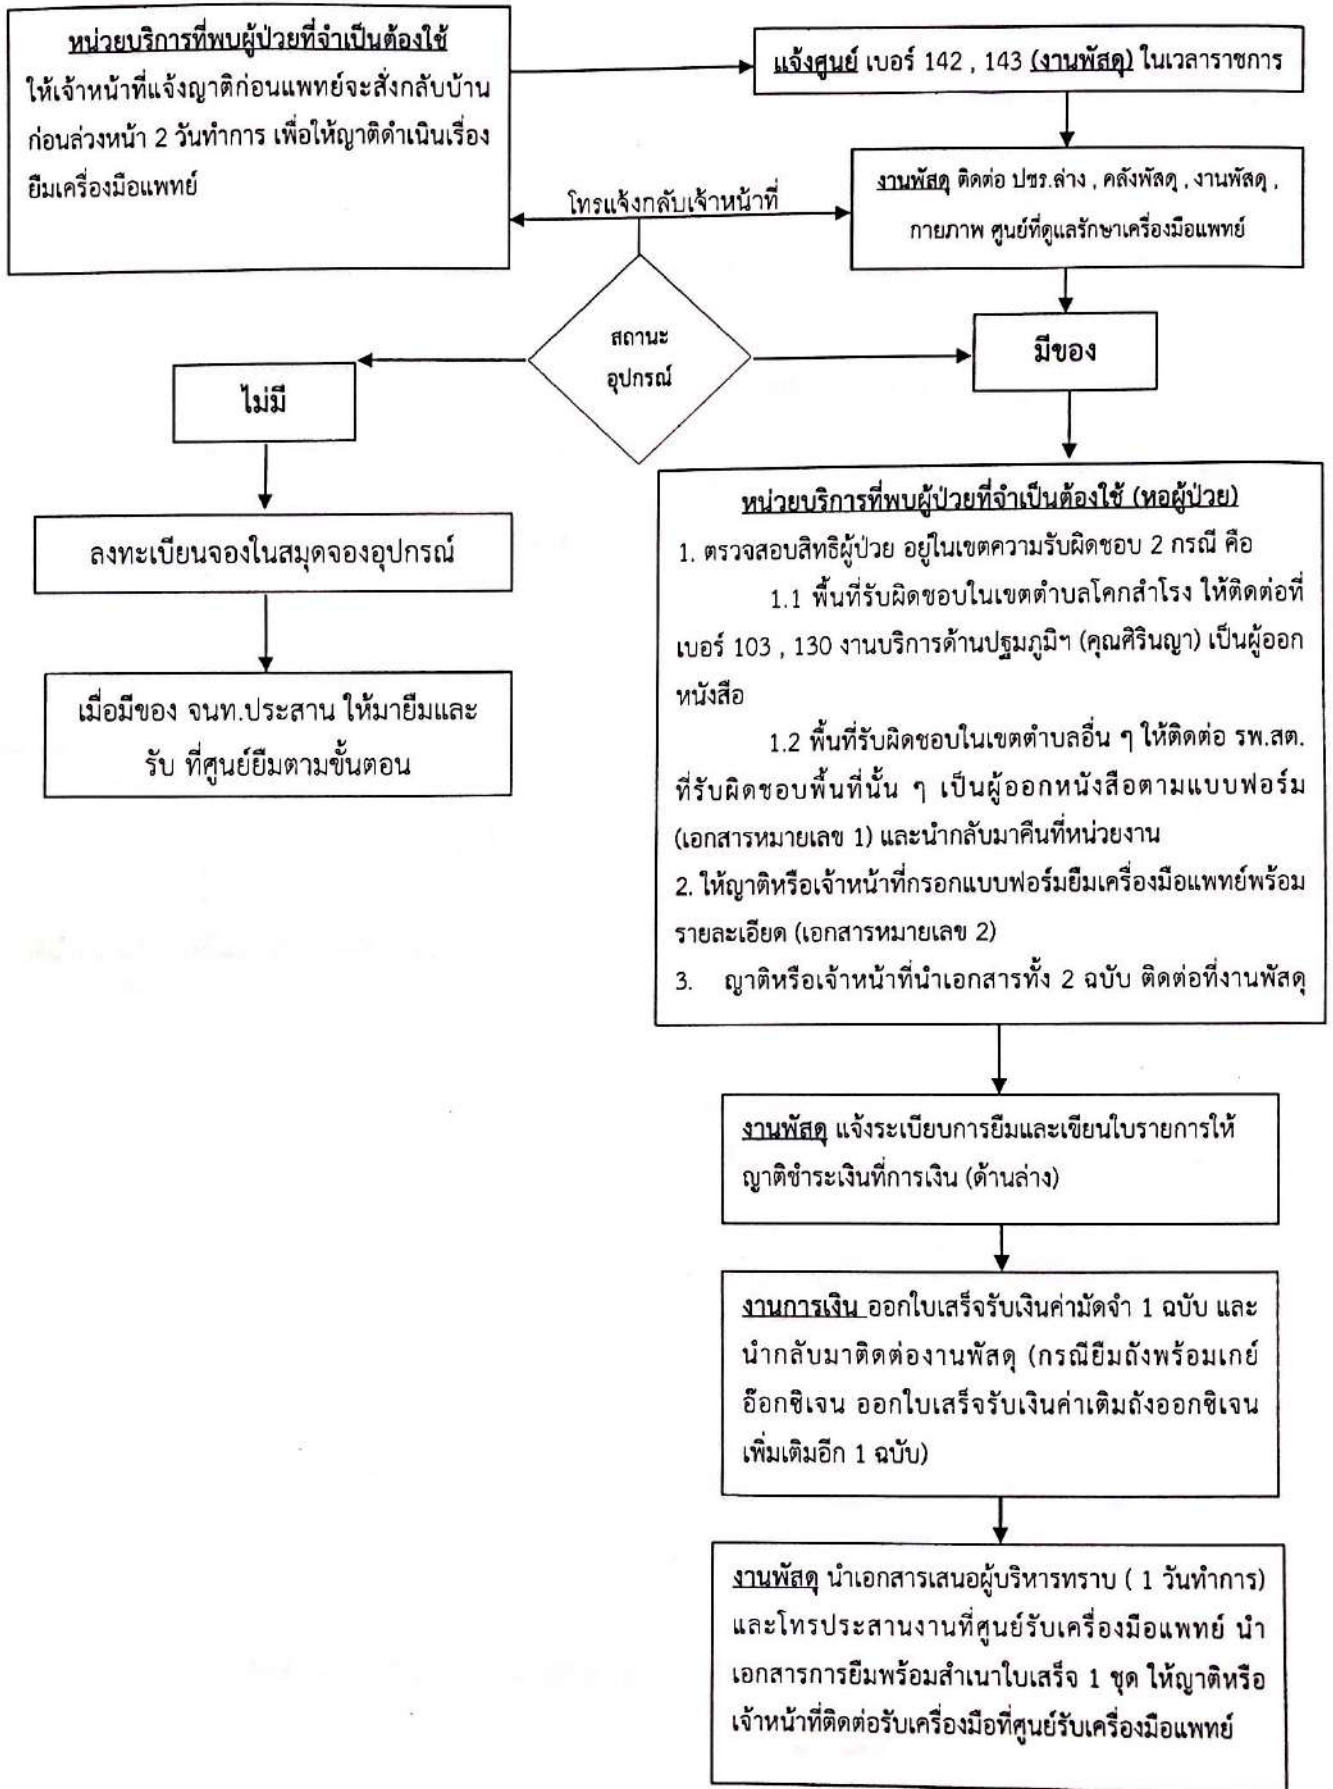 หน่วยบริการที่พบผู้ป่วยที่จำเป็นต้องใช้
ให้เจ้าหน้าที่แจ้งญาติก่อนแพทย์จะสั่งกลับบ้าน
ก่อนล่วงหน้า 2 วันทำการ เพื่อให้ญาติดำเนินเรื่อง
ยืมเครื่องมือแพทย์
แจ้งศูนย์ เบอร์ 142 , 143 (งานพัสดุ) ในเวลาราชการ
งานพัสดุ ติดต่อ ปชร.ล่าง , คลังพัสดุ , งานพัสดุ ,
กายภาพ ศูนย์ที่ดูแลรักษาเครื่องมือแพทย์
โทรแจ้งกลับเจ้าหน้าที่
สถานะ
อุปกรณ์
มีของ
ไม่มี
ลงทะเบียนจองในสมุดจองอุปกรณ์
เมื่อมีของ จนท.ประสาน ให้มายืมและ
รับ ที่ศูนย์ยืมตามขั้นตอน
หน่วยบริการที่พบผู้ป่วยที่จำเป็นต้องใช้ (หอผู้ป่วย)
1. ตรวจสอบสิทธิผู้ป่วย อยู่ในเขตความรับผิดชอบ 2 กรณี คือ
1.1 พื้นที่รับผิดชอบในเขตตำบลโคกสำโรง ให้ติดต่อที่
เบอร์ 103 , 130 งานบริการด้านปฐมภูมิฯ (คุณศิรินญา) เป็นผู้ออก
หนังสือ
1.2 พื้นที่รับผิดชอบในเขตตำบลอื่น ๆ ให้ติดต่อ รพ.สต.
ที่รับผิดชอบพื้นที่นั้น ๆ เป็นผู้ออกหนังสือตามแบบฟอร์ม
(เอกสารหมายเลข 1) และนำกลับมาคืนที่หน่วยงาน
2. ให้ญาติหรือเจ้าหน้าที่กรอกแบบฟอร์มยืมเครื่องมือแพทย์พร้อม
รายละเอียด (เอกสารหมายเลข 2)
3. ญาติหรือเจ้าหน้าที่นำเอกสารทั้ง 2 ฉบับ ติดต่อที่งานพัสดุ
งานพัสดุ แจ้งระเบียบการยืมและเขียนใบรายการให้
ญาติชำระเงินที่การเงิน (ด้านล่าง)
งานการเงิน ออกใบเสร็จรับเงินค่ามัดจำ 1 ฉบับ และ
นำกลับมาติดต่องานพัสดุ (กรณียืมถังพร้อมเกย์
อ๊อกซิเจน ออกใบเสร็จรับเงินค่าเติมถังออกซิเจน
เพิ่มเติมอีก 1 ฉบับ)
งานพัสดุ นำเอกสารเสนอผู้บริหารทราบ ( 1 วันทำการ)
และโทรประสานงานที่ศูนย์รับเครื่องมือแพทย์ นำ
เอกสารการยืมพร้อมสำเนาใบเสร็จ 1 ชุด ให้ญาติหรือ
เจ้าหน้าที่ติดต่อรับเครื่องมือที่ศูนย์รับเครื่องมือแพทย์